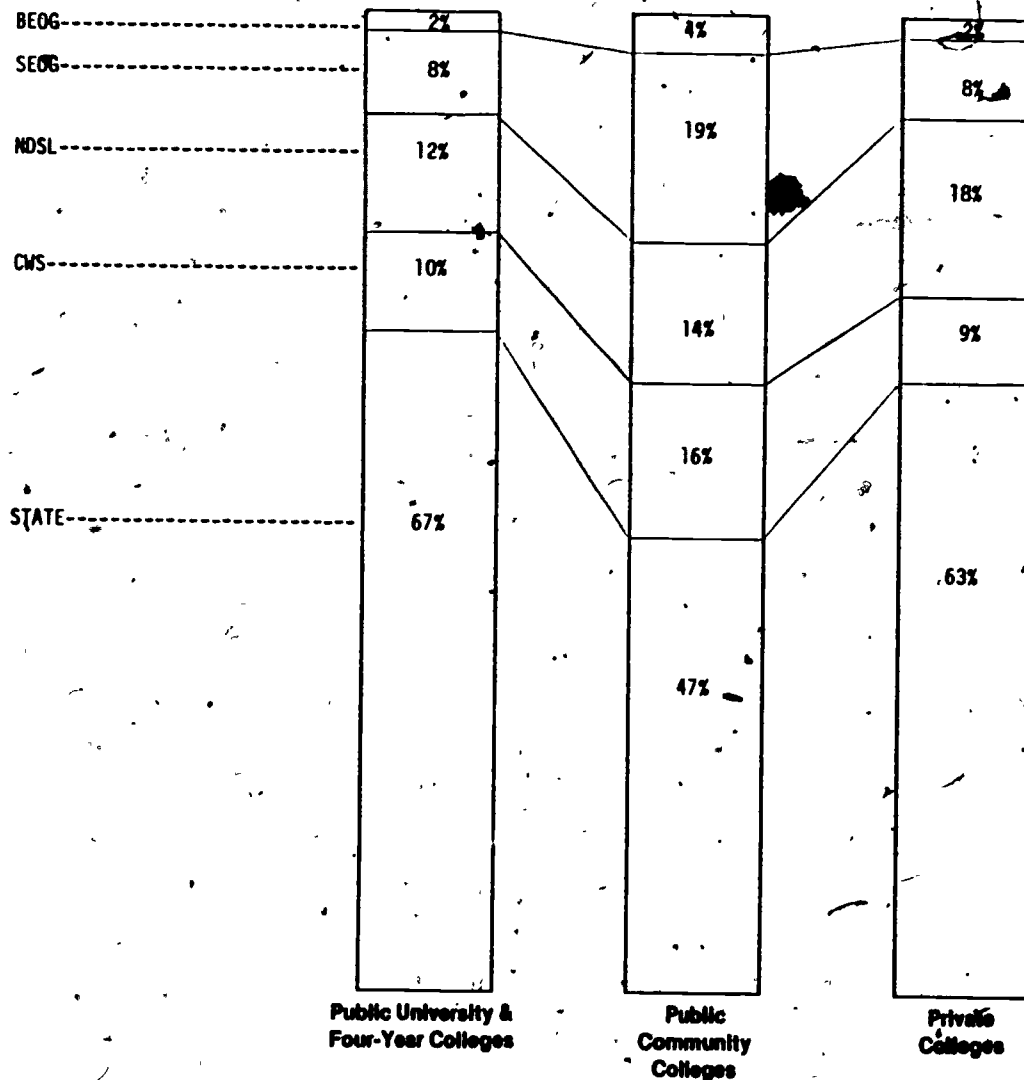 BEOG 2% 4% 2%
SEOG 8% 19% 8%
NDSL 12% 18%
CWS 10% 14% 9%
STATE 67% 16% 63%
47%
Public University &
Four-Year Colleges
Public
Community
Colleges
Private
Colleges